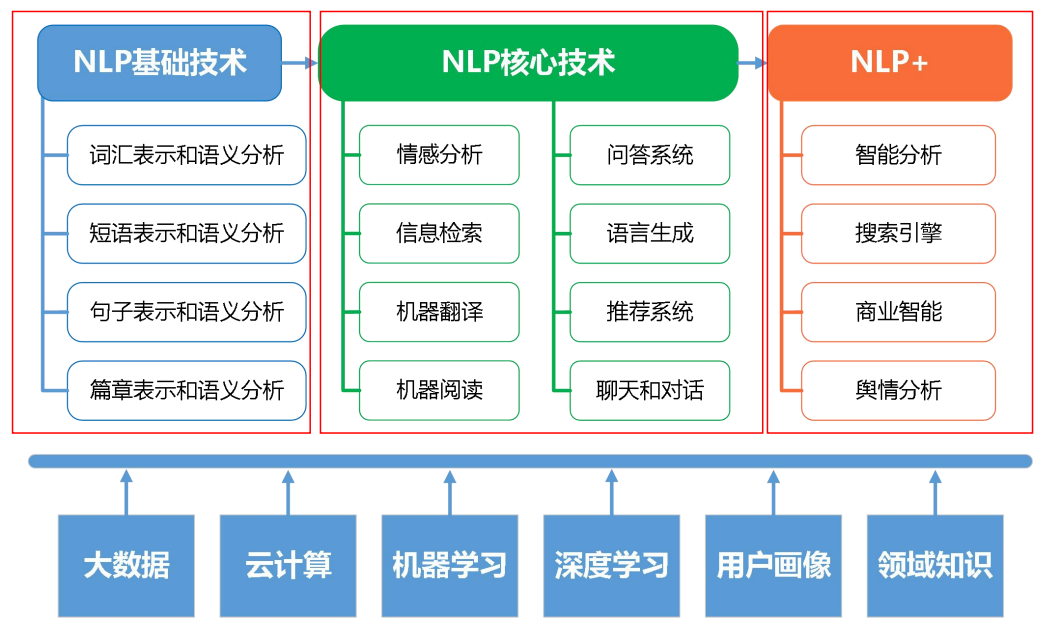 NLP基础技术
NLP核心技术
NLP+
词汇表示和语义分析
情感分析
问答系统
智能分析
短语表示和语义分析
信息检索
语言生成
搜索引擎
句子表示和语义分析
机器翻译
推荐系统
商业智能
篇章表示和语义分析
机器阅读
聊天和对话
舆情分析
大数据
云计算
机器学习
深度学习
用户画像
领域知识